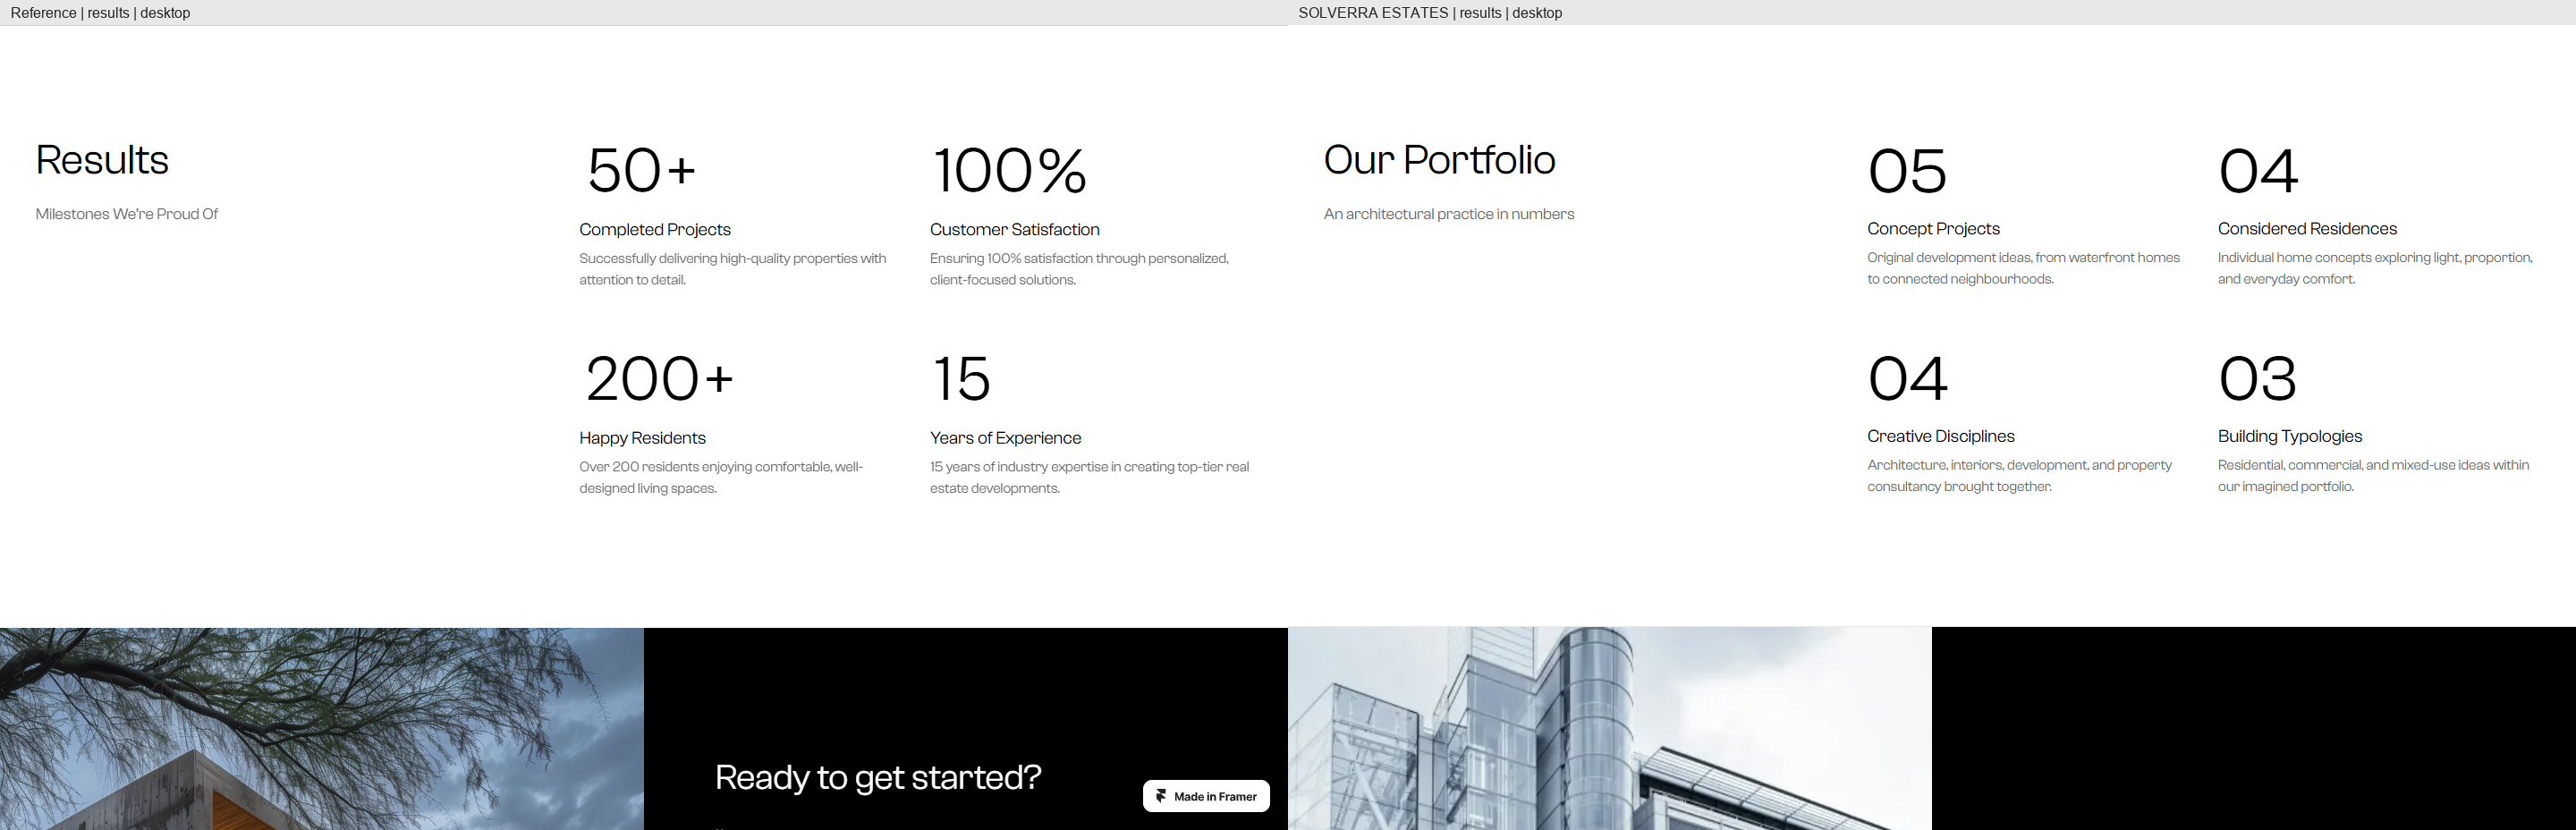 Reference | results | desktop
Results
Milestones We're Proud Of
50+
Completed Projects
Successfully delivering high-quality properties with
attention to detail.
100%
Customer Satisfaction
Ensuring 100% satisfaction through personalized,
client-focused solutions.
200+
Happy Residents
Over 200 residents enjoying comfortable, well-
designed living spaces.
15
Years of Experience
15 years of industry expertise in creating top-tier real
estate developments.
Ready to get started?
Made in Framer
SOLVERRA ESTATES | results | desktop
Our Portfolio
An architectural practice in numbers
05
Concept Projects
Original development ideas, from waterfront homes
to connected neighbourhoods.
04
Considered Residences
Individual home concepts exploring light, proportion,
and everyday comfort.
04
Creative Disciplines
Architecture, interiors, development, and property
consultancy brought together.
03
Building Typologies
Residential, commercial, and mixed-use ideas within
our imagined portfolio.